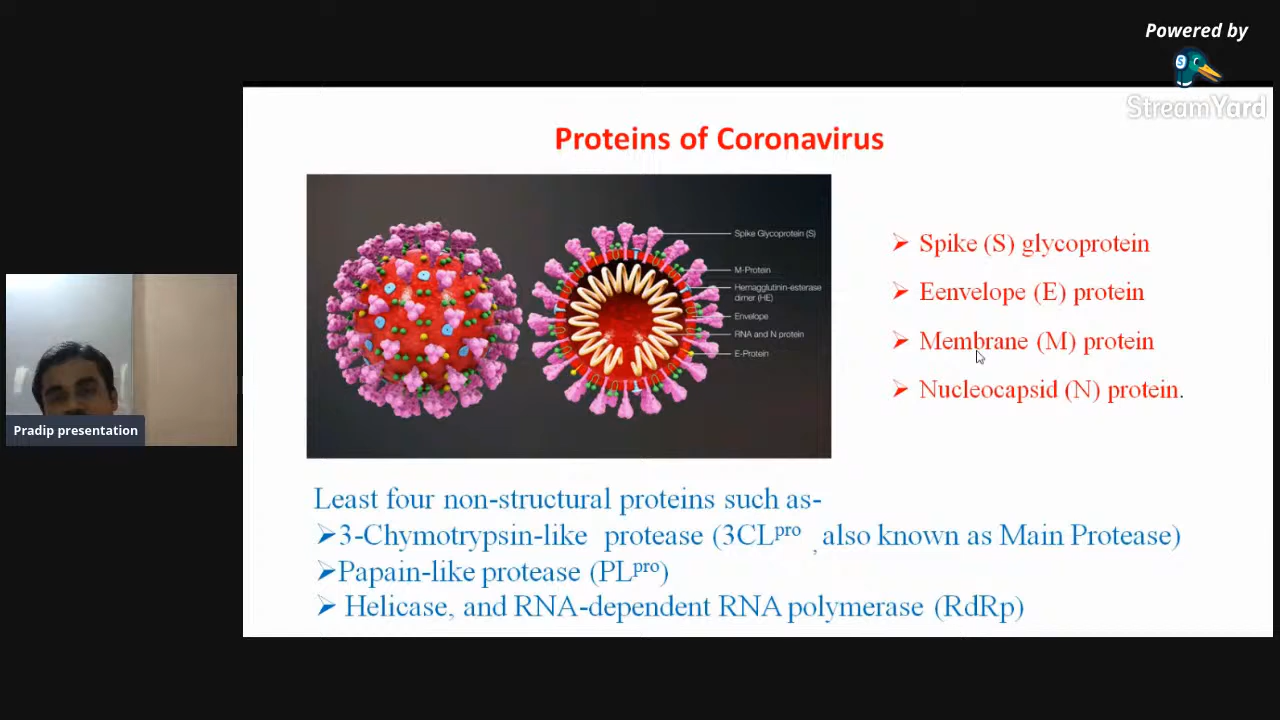 Powered by
StreamYard
Proteins of Coronavirus
Spike Glycoprotein (S)
M-Protein
Hemagglutinin-esterase
dimer (HE)
Envelope
RNA and N protein
E-Protein
➢ Spike (S) glycoprotein
➢ Eenvelope (E) protein
➢ Membrane (M) protein
➢ Nucleocapsid (N) protein.
Pradip presentation
Least four non-structural proteins such as-
➢3-Chymotrypsin-like protease (3CLpro , also known as Main Protease)
➢Papain-like protease (PLpro)
➢ Helicase, and RNA-dependent RNA polymerase (RdRp)